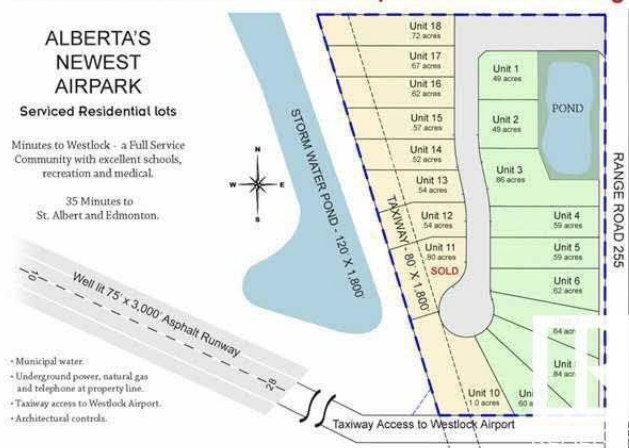 ALBERTA'S
NEWEST
AIRPARK
Serviced Residential lots
Minutes to Westlock - a Full Service
Community with excellent schools,
recreation and medical.
35 Minutes to
St. Albert and Edmonton.
N
W E
S
STORM WATER POND - 120' X 1,800'
Well lit 75' x 3,000' Asphalt Runway
10
28
· Municipal water.
· Underground power, natural gas
and telephone at property line.
· Taxiway access to Westlock Airport.
· Architectural controls.
Unit 18
.72 acres
Unit 17
.67 acres
Unit 16
.62 acres
Unit 15
.57 acres
Unit 14
.52 acres
Unit 13
.54 acres
Unit 12
.54 acres
Unit 11
.80 acres
SOLD
TAXIWAY - 80' X 1,800'
Unit 10
1.0 acres
Unit 1
.49 acres
Unit 2
.49 acres
Unit 3
.86 acres
Unit 4
.59 acres
Unit 5
.59 acres
Unit 6
.62 acres
.64
.84
.60
POND
RANGE ROAD 255
Taxiway Access to Westlock Airport